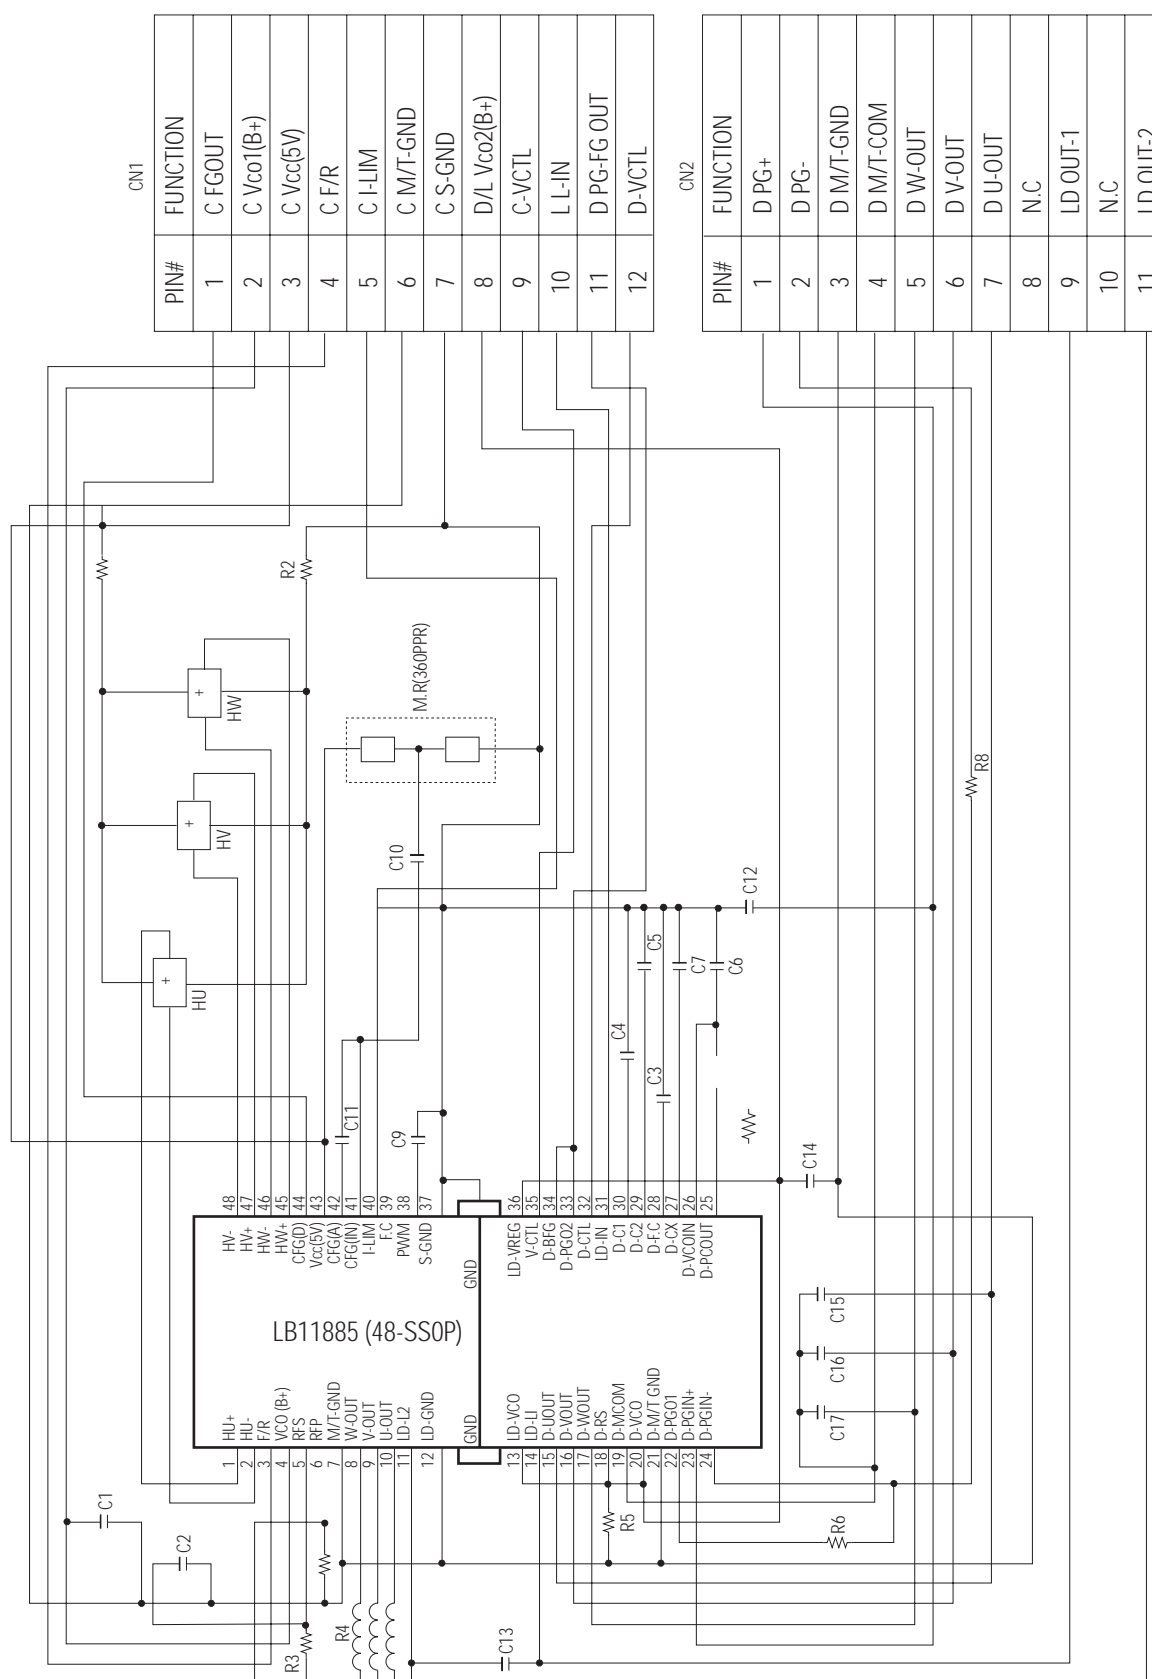 CN1
PIN# FUNCTION
1 C FGOUT
2 C Vco1(B+)
3 C Vcc(5V)
4 C F/R
5 C I-LIM
6 C M/T-GND
7 C S-GND
8 D/L Vco2(B+)
9 C-VCTL
10 L L-IN
11 D PG-FG OUT
12 D-VCTL
CN2
PIN# FUNCTION
1 D PG+
2 D PG-
3 D M/T-GND
4 D M/T-COM
5 D W-OUT
6 D V-OUT
7 D U-OUT
8 N.C
9 LD OUT-1
10 N.C
11 LD OUT-2
R2
M.R(360PPR)
+
HW
+
HV
+
HU
R8
C10
C12
C5
C7
C6
C4
C3
C11
C9
C14
48 HV-
47 HV+
46 HW-
45 HW+
44 CFG(D)
43 Vcc(5V)
42 CFG(A)
41 CFG(IN)
40 I-LIM
39 F.C
38 PWM
37 S-GND
GND
36 LD-VREG
35 V-CTL
34 D-BFG
33 D-PGO2
32 D-CTL
31 LD-IN
30 D-C1
29 D-C2
28 D-F.C
27 D-CX
26 D-VCOIN
25 D-PCOUT
LB11885 (48-SS0P)
1 HU+
2 HU-
3 F/R
4 VCO (B+)
5 RFS
6 RFP
7 M/T-GND
8 W-OUT
9 V-OUT
10 U-OUT
11 LD-L2
12 LD-GND
GND
13 LD-VCO
14 LD-LI
15 D-UOUT
16 D-VOUT
17 D-WOUT
18 D-RS
19 D-MCOM
20 D-VCO
21 D-M/T GND
22 D-PGO1
23 D-PGIN+
24 D-PGIN-
C15
C16
C17
C1
C2
R5
R6
R4
R3
C13